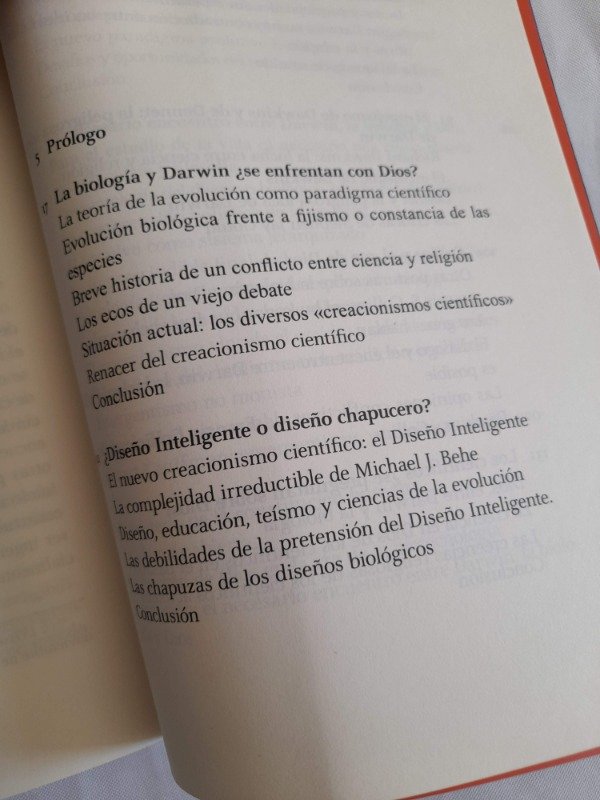 5 Prólogo
17 La biología y Darwin ¿se enfrentan con Dios?
La teoría de la evolución como paradigma científico
Evolución biológica frente a fijismo o constancia de las
especies
Breve historia de un conflicto entre ciencia y religión
Los ecos de un viejo debate
Situación actual: los diversos «creacionismos científicos»
Renacer del creacionismo científico
Conclusión
¿Diseño Inteligente o diseño chapucero?
El nuevo creacionismo científico: el Diseño Inteligente
La complejidad irreductible de Michael J. Behe
Diseño, educación, teísmo y ciencias de la evolución
Las debilidades de la pretensión del Diseño Inteligente.
Las chapuzas de los diseños biológicos
Conclusión